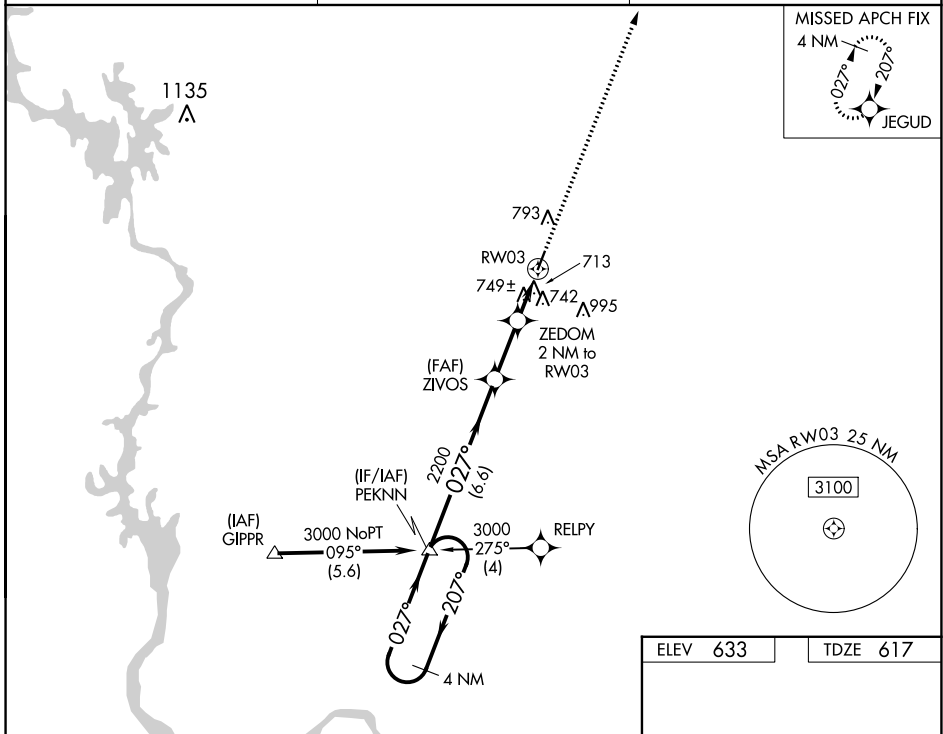 MISSED APCH FIX
4 NM
027°
207°
JEGUD
1135
793
RW03
713
749±
742
995
ZEDOM
2 NM to
RW03
(FAF)
ZIVOS
2200
027°
(6.6)
(IF/IAF)
PEKNN
(IAF)
GIPPR
3000 NoPT
095°
(5.6)
3000
275°
(4)
RELPY
027°
207°
4 NM
MSA RW03 25 NM
3100
ELEV 633
TDZE 617